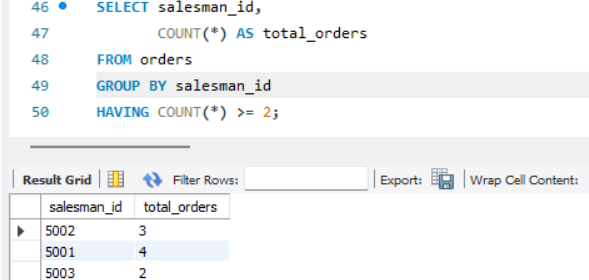 46 SELECT salesman_id,
47 COUNT(*) AS total_orders
48 FROM orders
49 GROUP BY salesman_id
50 HAVING COUNT(*) >= 2;
Result Grid Filter Rows: Export: Wrap Cell Content:
salesman_id total_orders
5002 3
5001 4
5003 2